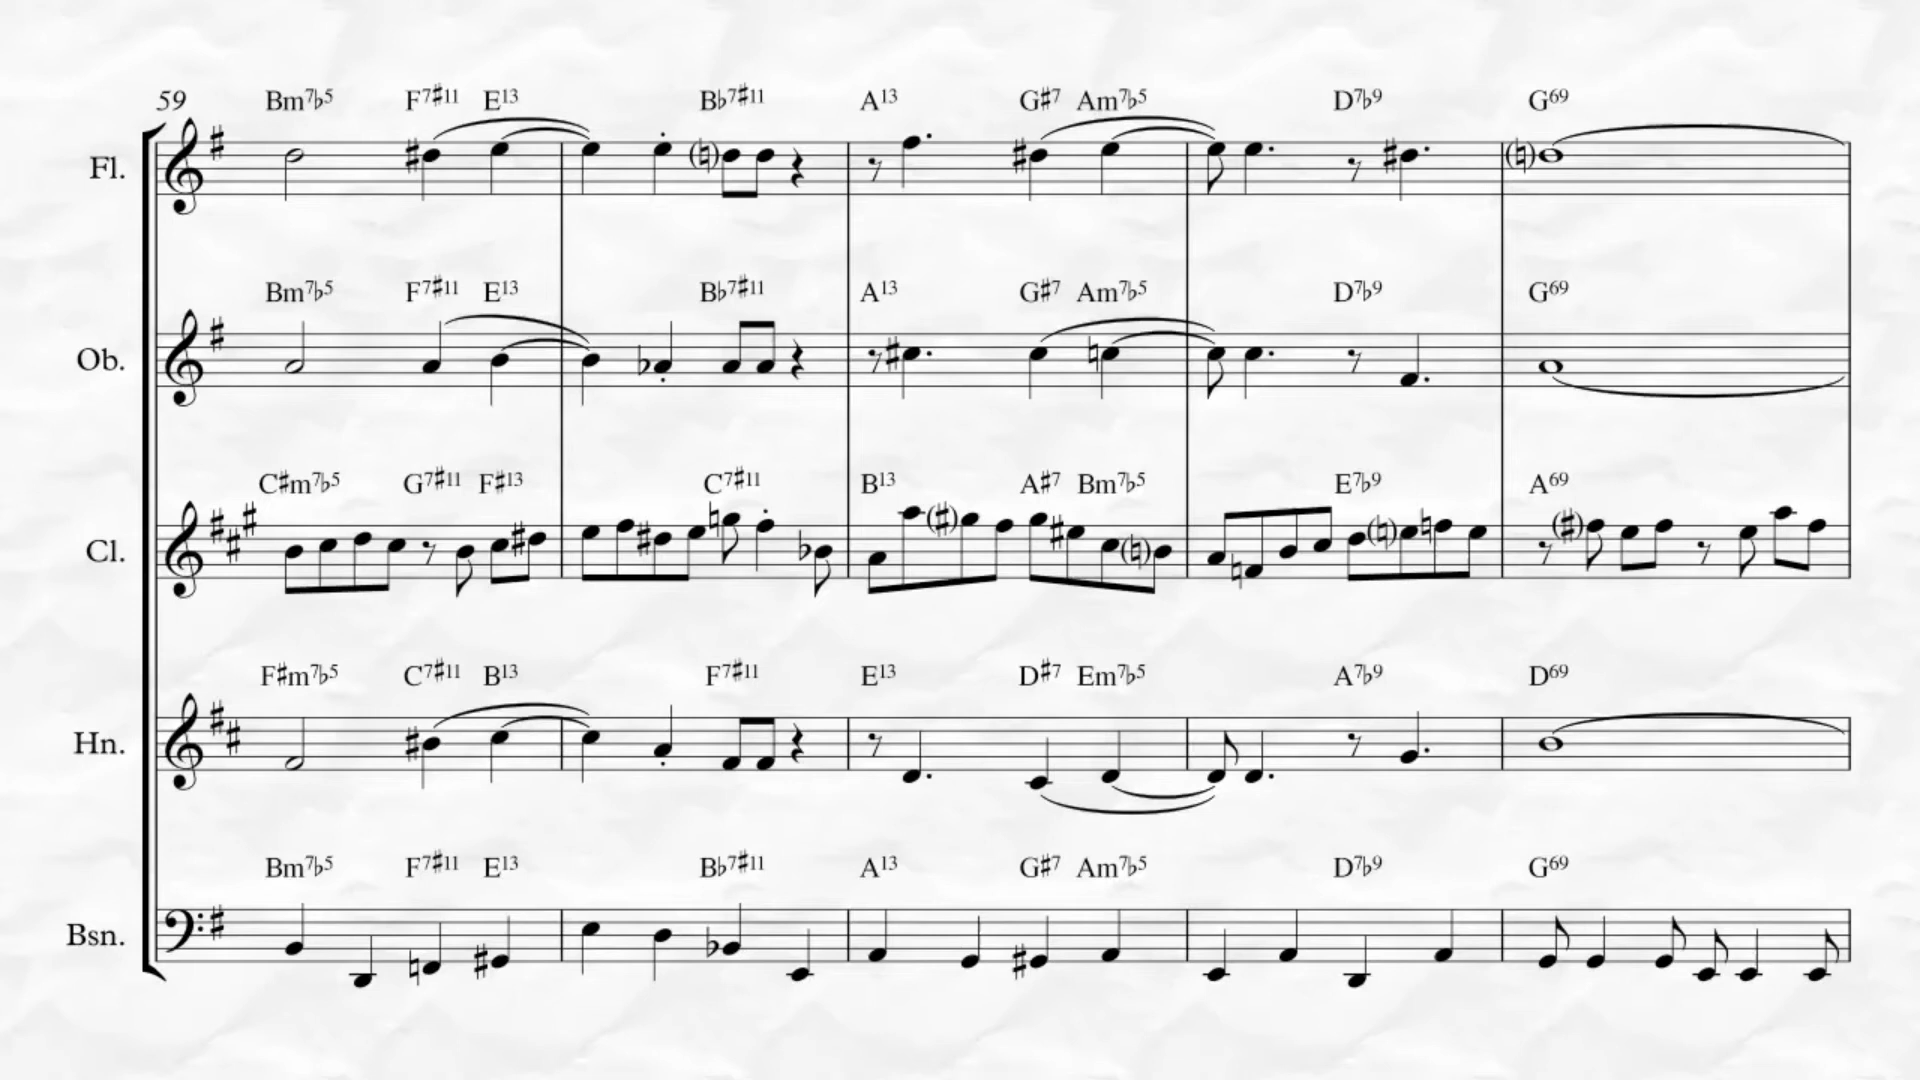 59 Bm7♭5 F7♯11 E13 B♭7♯11 A13 G♯7 Am7♭5 D7♭9 G69
Fl.
Bm7♭5 F7♯11 E13 B♭7♯11 A13 G♯7 Am7♭5 D7♭9 G69
Ob.
C♯m7♭5 G7♯11 F♯13 C7♯11 B13 A♯7 Bm7♭5 E7♭9 A69
Cl.
F♯m7♭5 C7♯11 B13 F7♯11 E13 D♯7 Em7♭5 A7♭9 D69
Hn.
Bm7♭5 F7♯11 E13 B♭7♯11 A13 G♯7 Am7♭5 D7♭9 G69
Bsn.